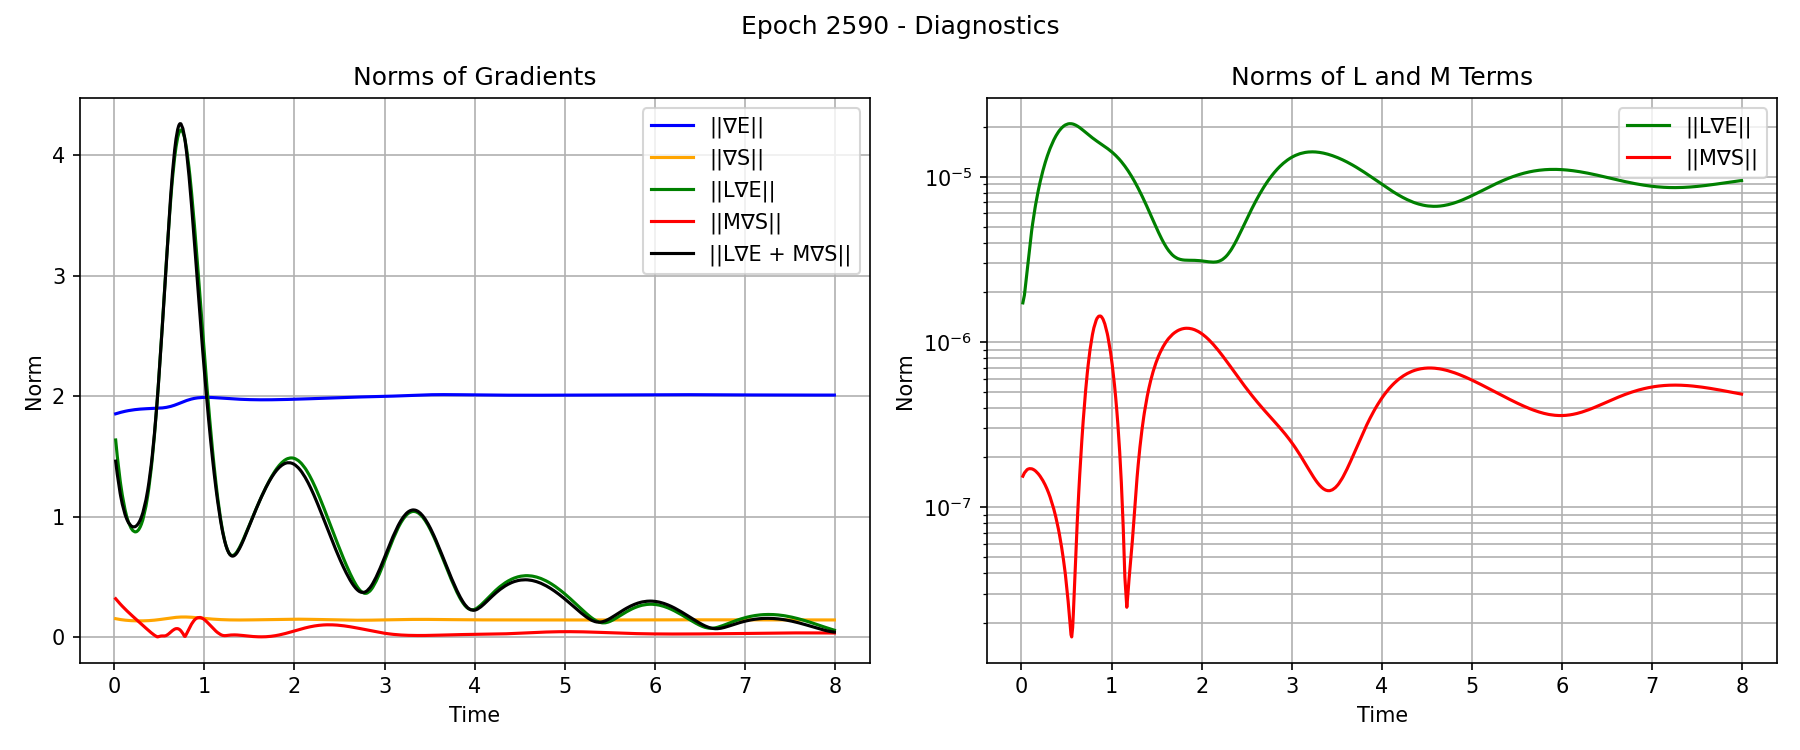 Epoch 2590 - Diagnostics
Norms of Gradients
4
3
2
1
0
Norm
0 1 2 3 4 5 6 7 8
Time
||∇E||
||∇S||
||L∇E||
||M∇S||
||L∇E + M∇S||
Norms of L and M Terms
10⁻⁵
10⁻⁶
10⁻⁷
Norm
0 1 2 3 4 5 6 7 8
Time
||L∇E||
||M∇S||